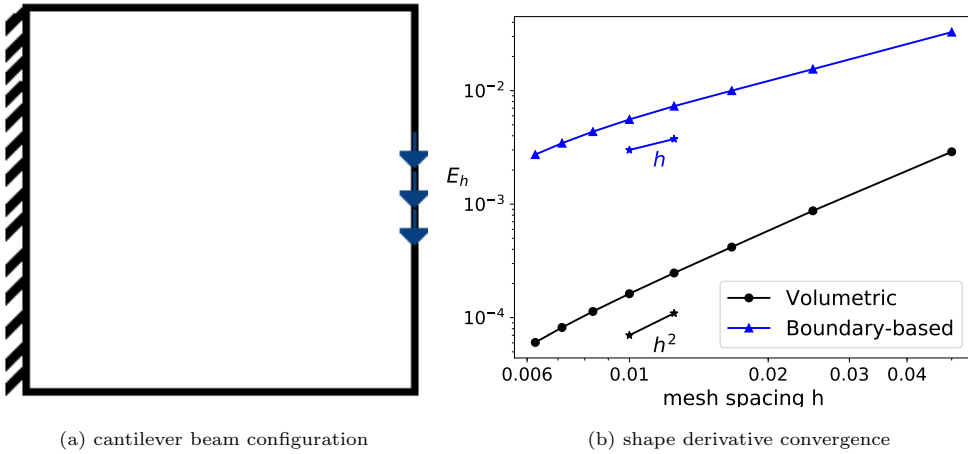 10⁻²
10⁻³
10⁻⁴
E_h
h
h²
Volumetric
Boundary-based
0.006 0.01 0.02 0.03 0.04
mesh spacing h
(a) cantilever beam configuration
(b) shape derivative convergence